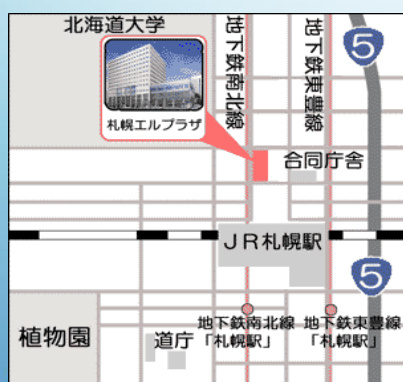 北海道大学
地下鉄南北線
地下鉄東豊線
5
札幌エルプラザ
合同庁舎
JR札幌駅
5
植物園
道庁
地下鉄南北線
「札幌駅」
地下鉄東豊線
「札幌駅」